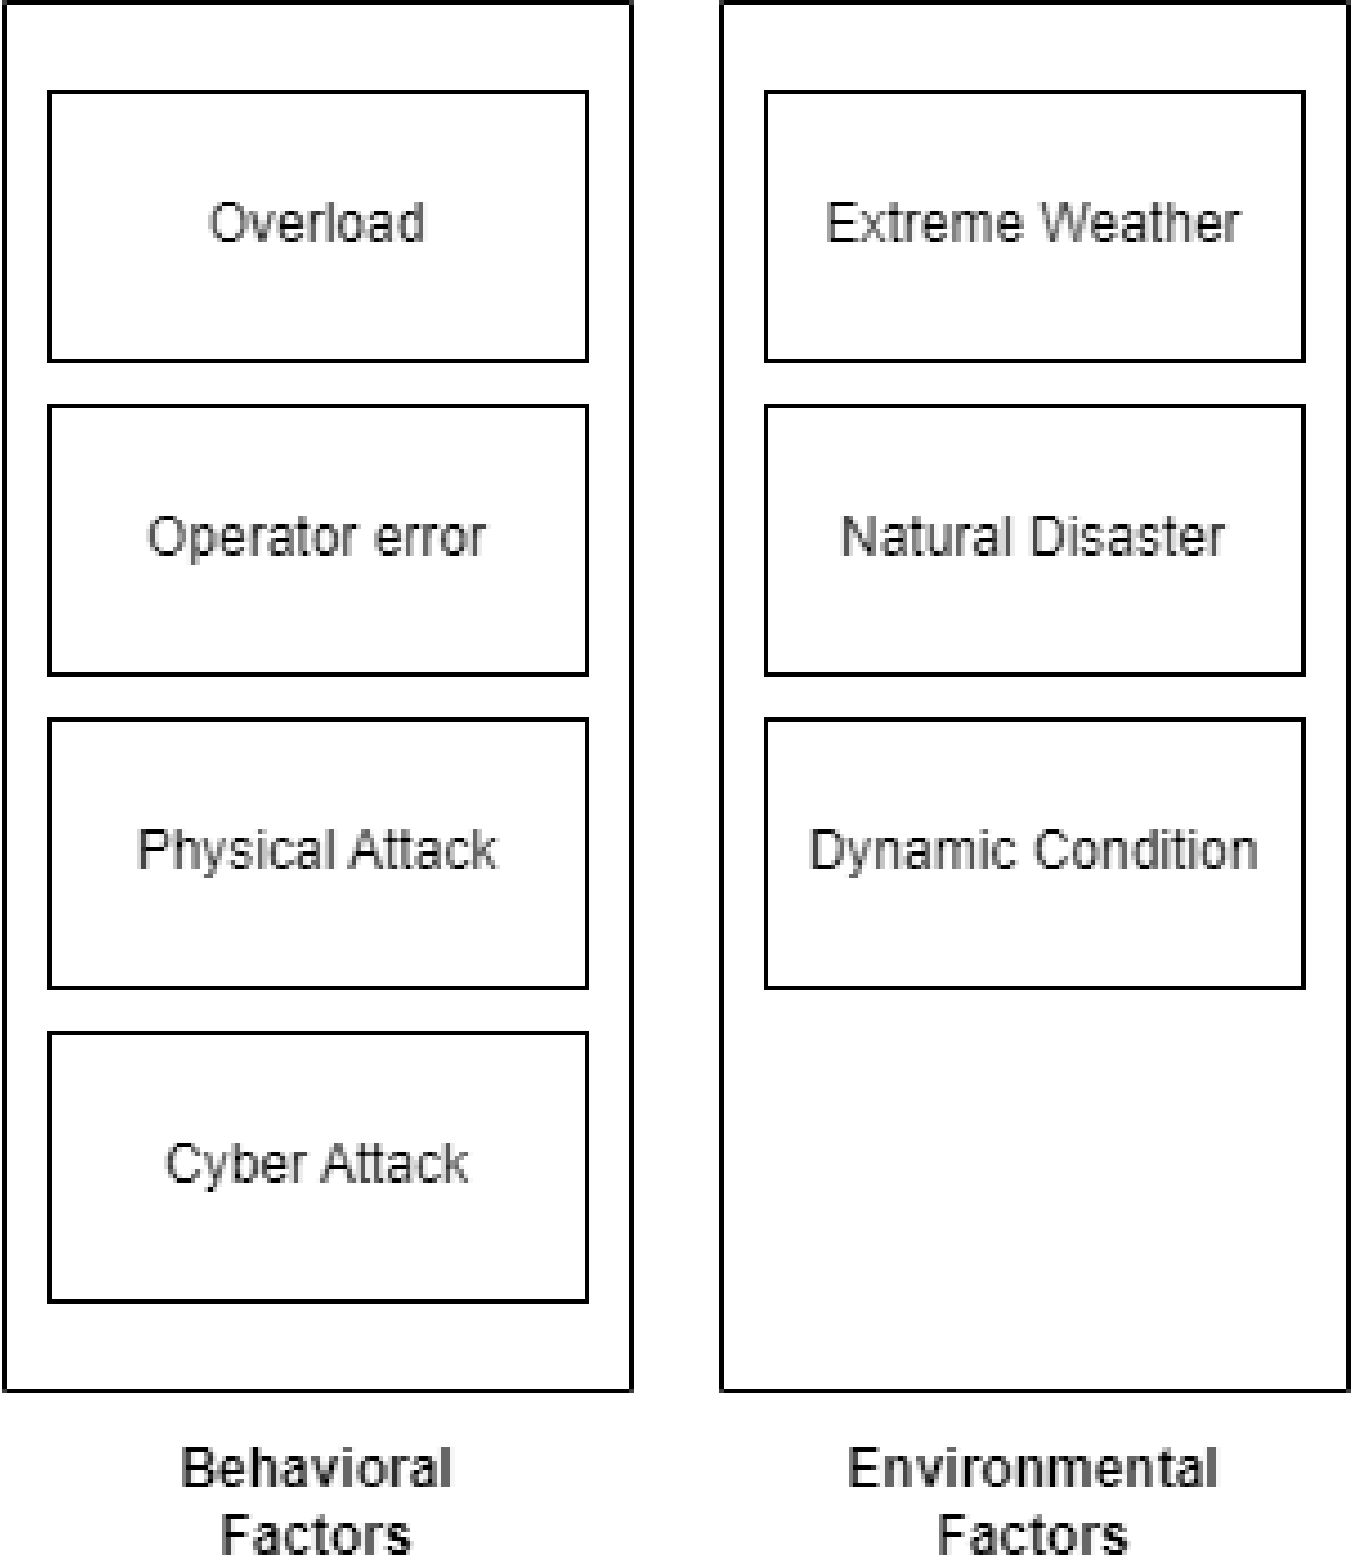 Overload
Operator error
Physical Attack
Cyber Attack
Behavioral
Factors
Extreme Weather
Natural Disaster
Dynamic Condition
Environmental
Factors